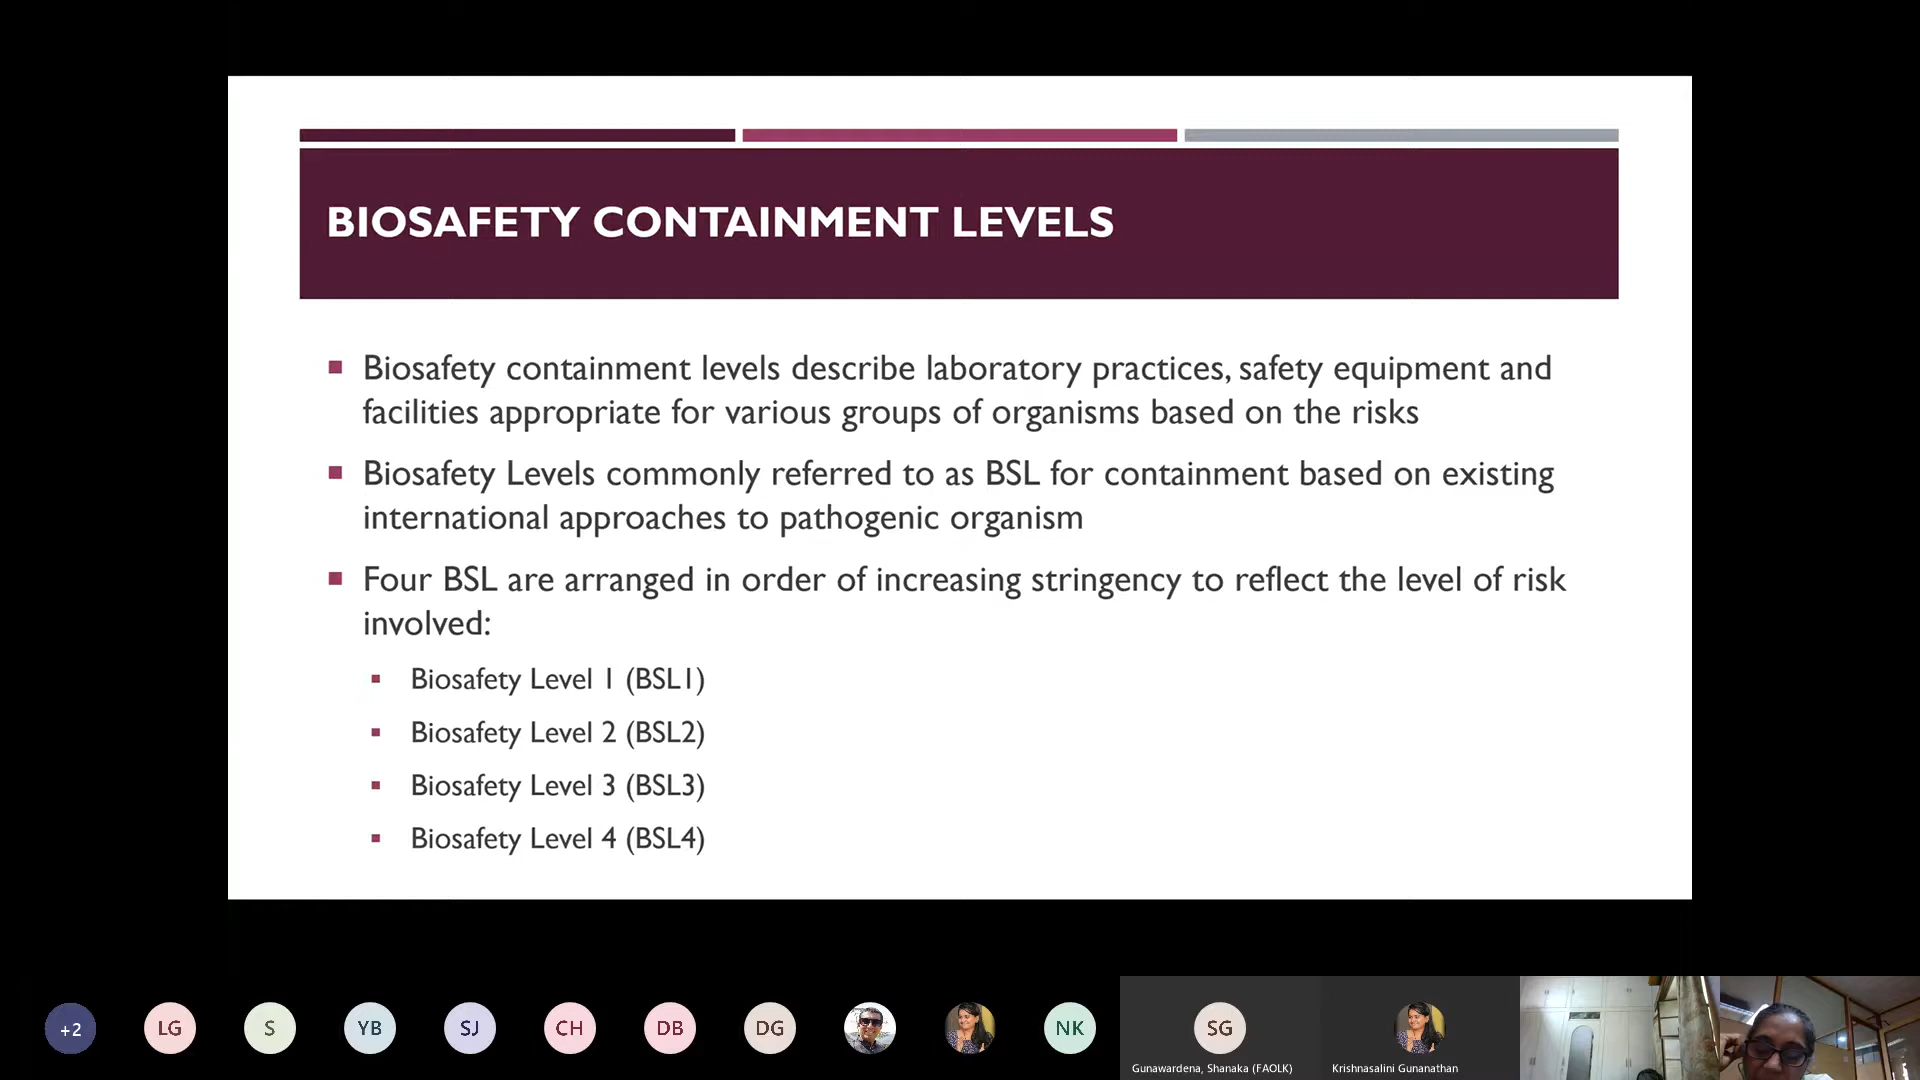 BIOSAFETY CONTAINMENT LEVELS
Biosafety containment levels describe laboratory practices, safety equipment and
facilities appropriate for various groups of organisms based on the risks
Biosafety Levels commonly referred to as BSL for containment based on existing
international approaches to pathogenic organism
Four BSL are arranged in order of increasing stringency to reflect the level of risk
involved:
Biosafety Level 1 (BSL1)
Biosafety Level 2 (BSL2)
Biosafety Level 3 (BSL3)
Biosafety Level 4 (BSL4)
+2 LG S YB SJ CH DB DG NK SG
Gunawardena, Shanaka (FAOLK) Krishnasalini Gunanathan